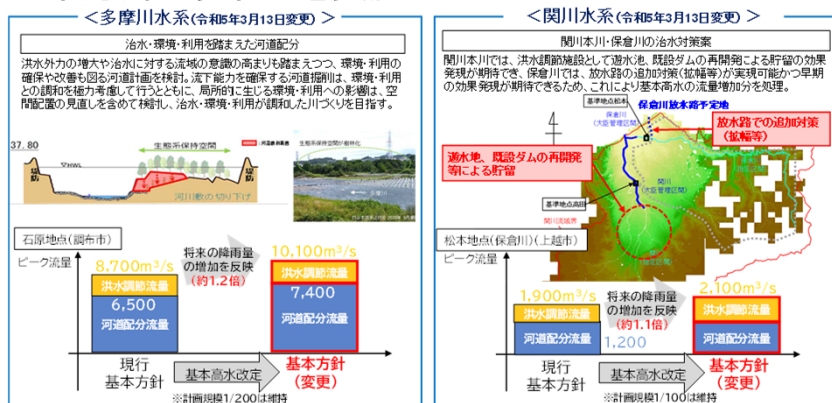 ＜多摩川水系(令和5年3月13日変更)＞
治水・環境・利用を踏まえた河道配分
洪水外力の増大や治水に対する流域の意識の高まりも踏まえつつ、環境・利用の
確保や改善も図る河道計画を検討。流下能力を確保する河道掘削は、環境・利用
との調和を極力考慮して行うとともに、局所的に生じる環境・利用への影響は、空
間配置の見直しを含めて検討し、治水・環境・利用が調和した川づくりを目指す。
37.80
生態系保持空間
堤防
堤防
河川敷の切り下げ
生態系保持空間が樹林化
石原地点(調布市)
ピーク流量
8,700m³/s
洪水調節流量
6,500
河道配分流量
将来の降雨量
の増加を反映
(約1.2倍)
10,100m³/s
洪水調節流量
7,400
河道配分流量
現行
基本方針
基本高水改定
基本方針
(変更)
※計画規模1/200は維持
＜関川水系(令和5年3月13日変更)＞
関川本川・保倉川の治水対策案
関川本川では、洪水調節施設として遊水池、既設ダムの再開発による貯留の効果
発現が期待でき、保倉川では、放水路の追加対策(拡幅等)が実現可能かつ早期
の効果発現が期待できるため、これにより基本高水の流量増加分を処理。
基準地点松本
保倉川放水路予定地
保倉川
(大臣管理区間)
放水路での追加対策
(拡幅等)
遊水地、既設ダムの再開発
等による貯留
関川
(大臣管理区間)
基準地点高田
関川流域界
松本地点(保倉川)(上越市)
ピーク流量
1,900m³/s
洪水調節流量
河道配分流量
1,200
将来の降雨量
の増加を反映
(約1.1倍)
2,100m³/s
洪水調節流量
河道配分流量
現行
基本方針
基本高水改定
基本方針
(変更)
※計画規模1/100は維持